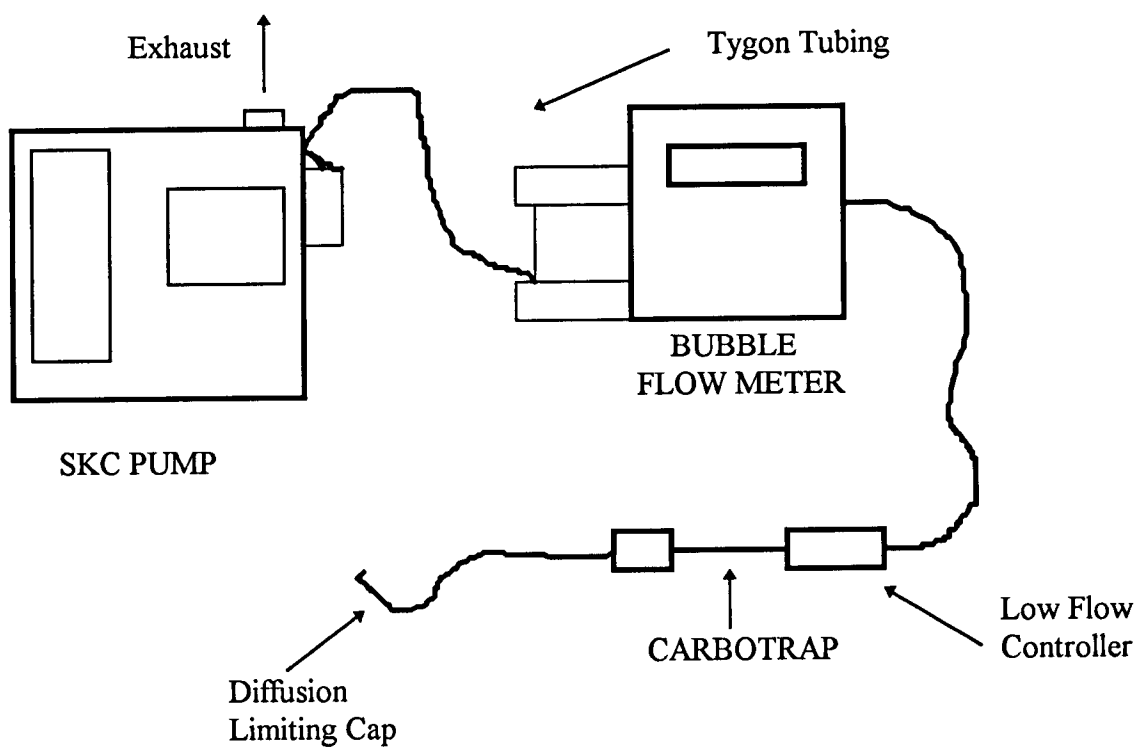 Exhaust
Tygon Tubing
BUBBLE
FLOW METER
SKC PUMP
Low Flow
Controller
CARBOTRAP
Diffusion
Limiting Cap